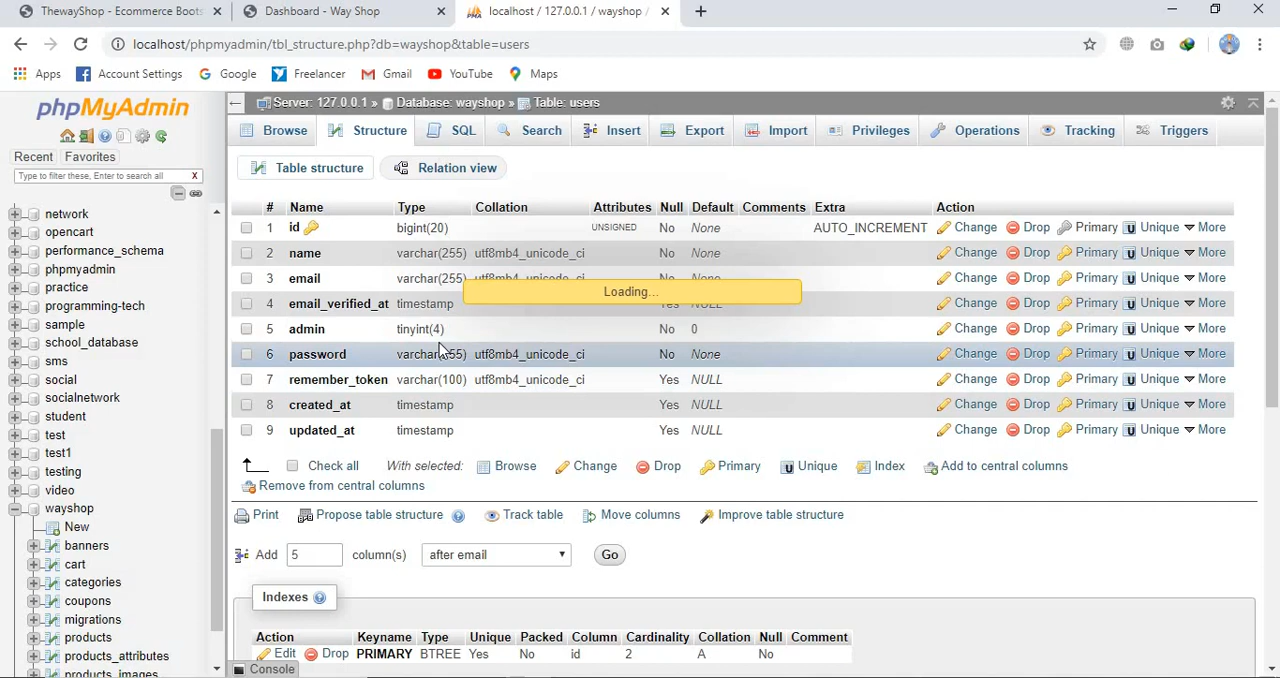 ThewayShop - Ecommerce Boots × Dashboard - Way Shop × localhost / 127.0.0.1 / wayshop / ×
localhost/phpmyadmin/tbl_structure.php?db=wayshop&table=users
Apps Account Settings Google Freelancer Gmail YouTube Maps
phpMyAdmin
Recent Favorites
Type to filter these, Enter to search all X
network
opencart
performance_schema
phpmyadmin
practice
programming-tech
sample
school_database
sms
social
socialnetwork
student
test
test1
testing
video
wayshop
New
banners
cart
categories
coupons
migrations
products
products_attributes
products_images
Server: 127.0.0.1 » Database: wayshop » Table: users
Browse Structure SQL Search Insert Export Import Privileges Operations Tracking Triggers
Table structure Relation view
# Name Type Collation Attributes Null Default Comments Extra Action
1 id bigint(20) UNSIGNED No None AUTO_INCREMENT Change Drop Primary Unique More
2 name varchar(255) utf8mb4_unicode_ci No None Change Drop Primary Unique More
3 email varchar(255) utf8mb4_unicode_ci No None Change Drop Primary Unique More
Loading...
4 email_verified_at timestamp Yes NULL Change Drop Primary Unique More
5 admin tinyint(4) No 0 Change Drop Primary Unique More
6 password varchar(255) utf8mb4_unicode_ci No None Change Drop Primary Unique More
7 remember_token varchar(100) utf8mb4_unicode_ci Yes NULL Change Drop Primary Unique More
8 created_at timestamp Yes NULL Change Drop Primary Unique More
9 updated_at timestamp Yes NULL Change Drop Primary Unique More
Check all With selected: Browse Change Drop Primary Unique Index Add to central columns
Remove from central columns
Print Propose table structure Track table Move columns Improve table structure
Add 5 column(s) after email Go
Indexes
Action Keyname Type Unique Packed Column Cardinality Collation Null Comment
Edit Drop PRIMARY BTREE Yes No id 2 A No
Console